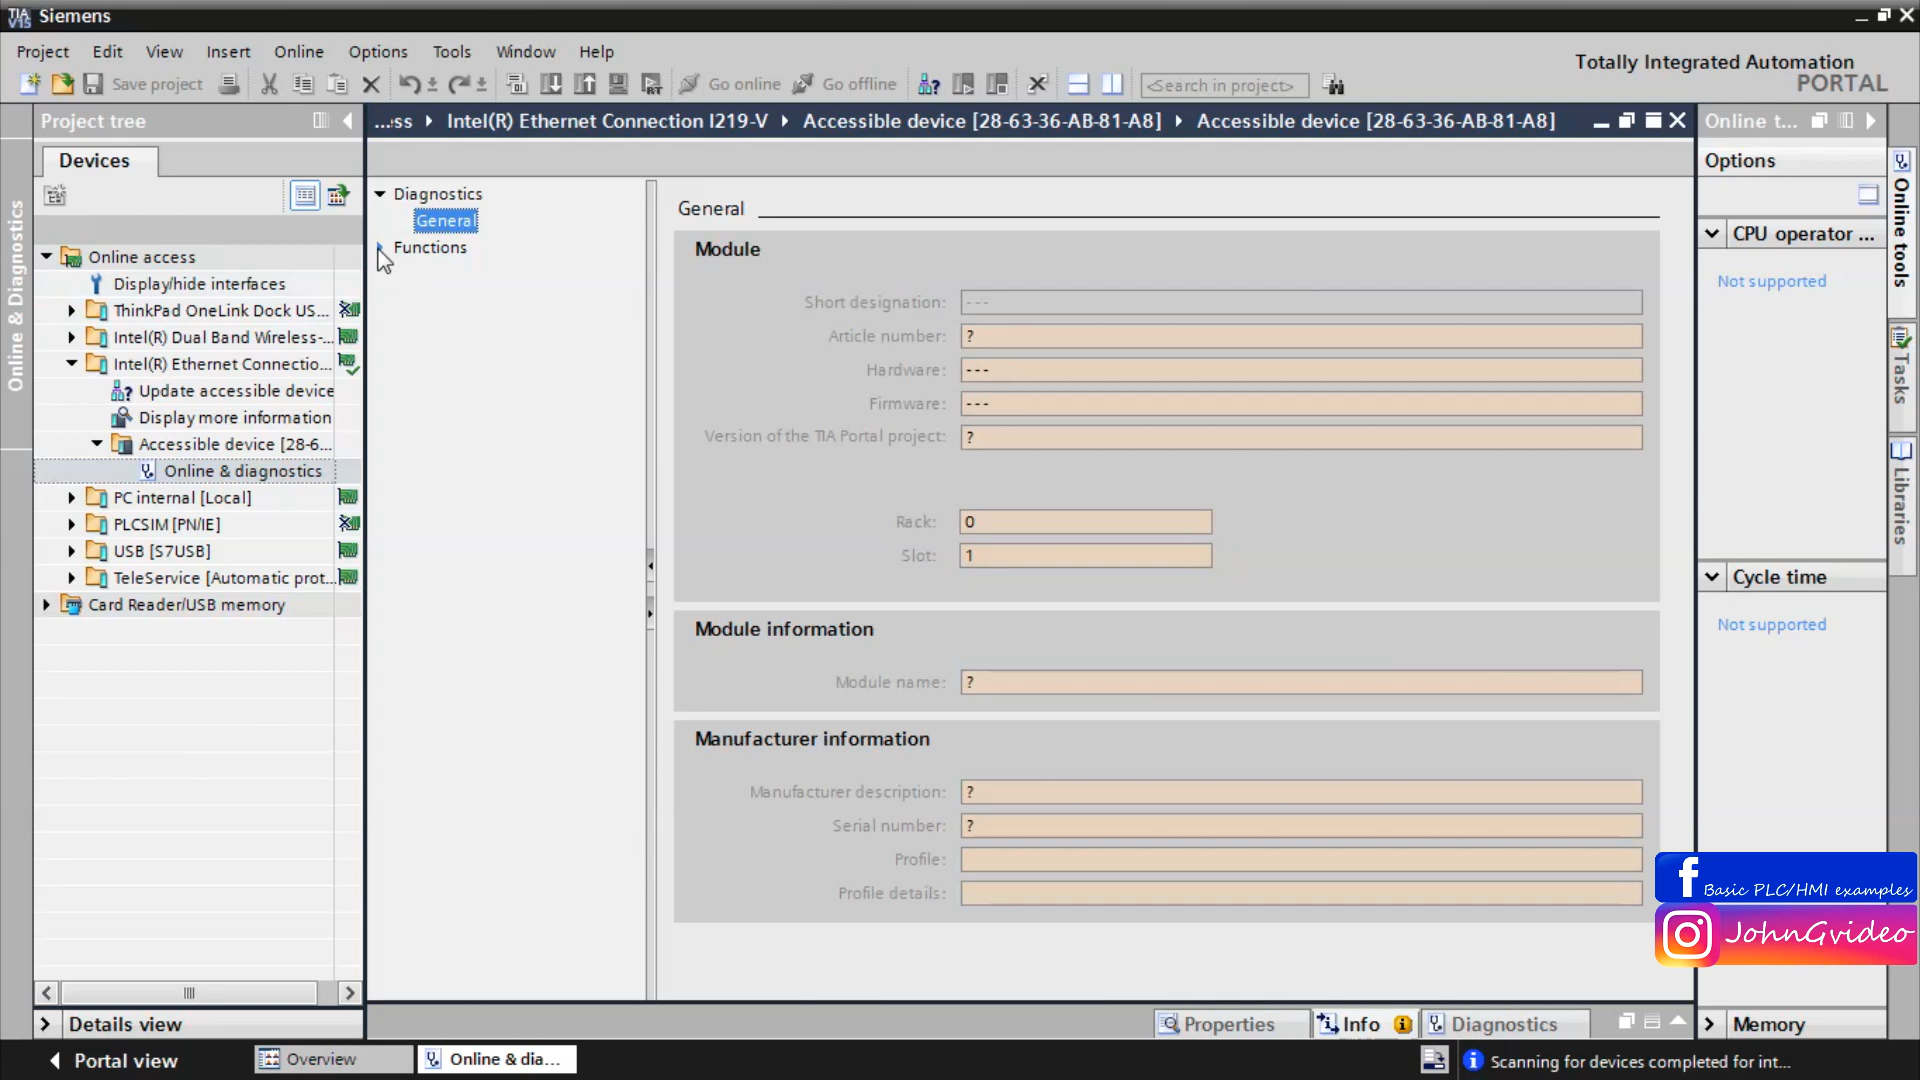 TIA
V15
Siemens
Project Edit View Insert Online Options Tools Window Help
Totally Integrated Automation
PORTAL
Save project
Go online
Go offline
<Search in project>
Project tree
...ss
Intel(R) Ethernet Connection I219-V
Accessible device [28-63-36-AB-81-A8]
Accessible device [28-63-36-AB-81-A8]
Online t...
Devices
Options
Online & Diagnostics
Online access
Display/hide interfaces
ThinkPad OneLink Dock US...
Intel(R) Dual Band Wireless-...
Intel(R) Ethernet Connectio...
Update accessible device
Display more information
Accessible device [28-6...
Online & diagnostics
PC internal [Local]
PLCSIM [PN/IE]
USB [S7USB]
TeleService [Automatic prot...
Card Reader/USB memory
Diagnostics
General
Functions
General
Module
Short designation: ---
Article number: ?
Hardware: ---
Firmware: ---
Version of the TIA Portal project: ?
Rack: 0
Slot: 1
Module information
Module name: ?
Manufacturer information
Manufacturer description: ?
Serial number: ?
Profile:
Profile details:
CPU operator ...
Not supported
Cycle time
Not supported
Memory
Online tools
Tasks
Libraries
Basic PLC/HMI examples
JohnGvideo
Details view
Properties
Info
Diagnostics
Portal view
Overview
Online & dia...
Scanning for devices completed for int...